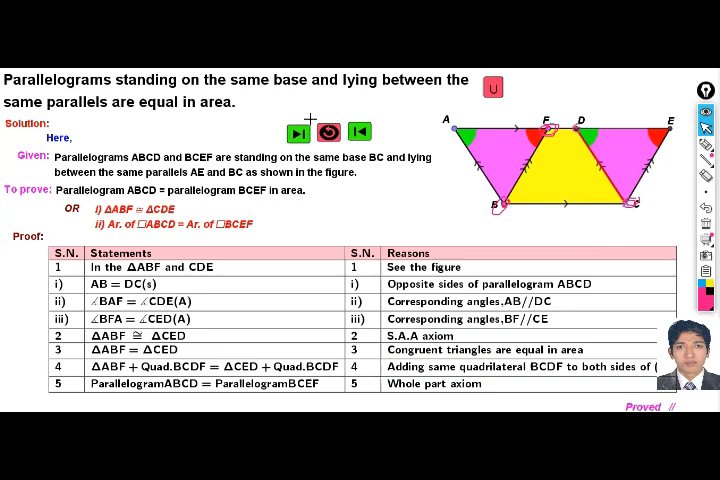 Parallelograms standing on the same base and lying between the
same parallels are equal in area.
U
Solution:
Here,
Given: Parallelograms ABCD and BCEF are standing on the same base BC and lying
between the same parallels AE and BC as shown in the figure.
To prove: Parallelogram ABCD = parallelogram BCEF in area.
OR i) ΔABF ≅ ΔCDE
ii) Ar. of □ABCD = Ar. of □BCEF
A F D E
B C
Proof:
S.N. Statements S.N. Reasons
1 In the ΔABF and CDE 1 See the figure
i) AB = DC(s) i) Opposite sides of parallelogram ABCD
ii) ∡BAF = ∡CDE(A) ii) Corresponding angles,AB//DC
iii) ∡BFA = ∡CED(A) iii) Corresponding angles,BF//CE
2 ΔABF ≅ ΔCED 2 S.A.A axiom
3 ΔABF = ΔCED 3 Congruent triangles are equal in area
4 ΔABF + Quad.BCDF = ΔCED + Quad.BCDF 4 Adding same quadrilateral BCDF to both sides of (
5 ParallelogramABCD = ParallelogramBCEF 5 Whole part axiom
Proved //